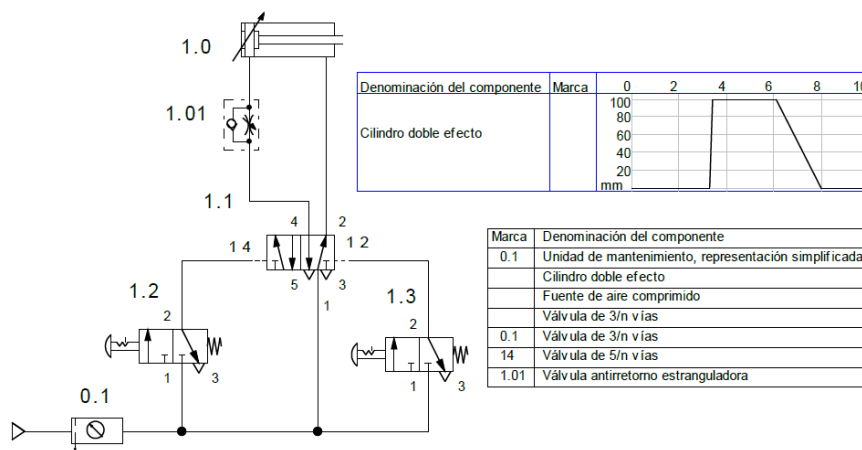 1.0
1.01
1.1
4
2
14
12
5
3
1
1.2
2
1
3
1.3
2
1
3
0.1
Denominación del componente Marca 0 2 4 6 8 10
Cilindro doble efecto
100
80
60
40
20
mm
Marca Denominación del componente
0.1 Unidad de mantenimiento, representación simplificada
Cilindro doble efecto
Fuente de aire comprimido
Válvula de 3/n vías
0.1 Válvula de 3/n vías
14 Válvula de 5/n vías
1.01 Válvula antirretorno estranguladora